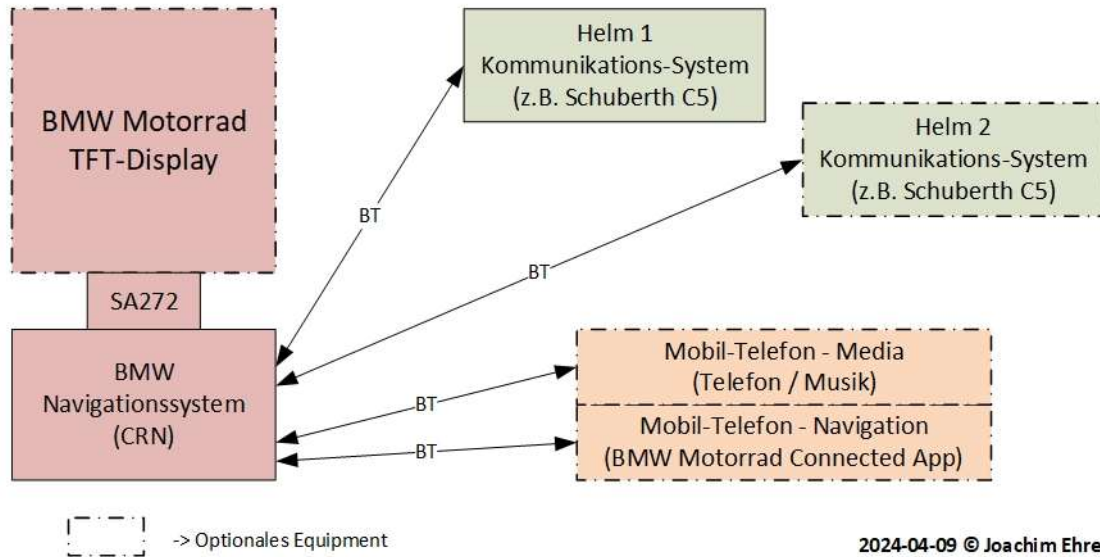 BMW Motorrad
TFT-Display
SA272
BMW
Navigationssystem
(CRN)
Helm 1
Kommunikations-System
(z.B. Schuberth C5)
Helm 2
Kommunikations-System
(z.B. Schuberth C5)
BT
BT
BT
BT
Mobil-Telefon - Media
(Telefon / Musik)
Mobil-Telefon - Navigation
(BMW Motorrad Connected App)
-> Optionales Equipment
2024-04-09 © Joachim Ehre